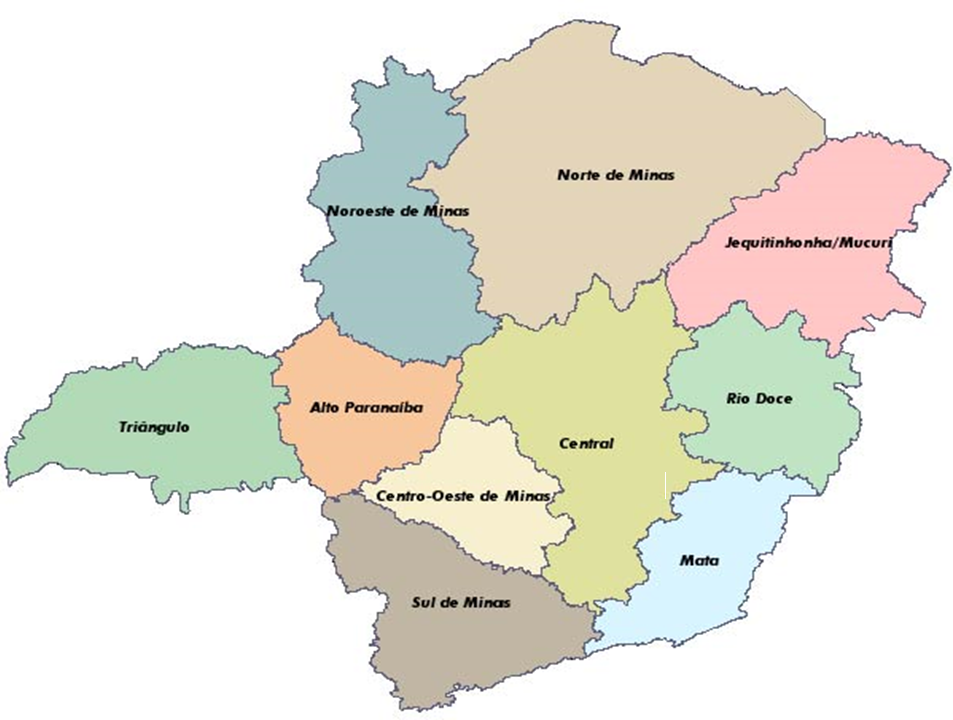 Norte de Minas
Noroeste de Minas
Jequitinhonha/Mucuri
Rio Doce
Alto Paranaíba
Triângulo
Central
Centro-Oeste de Minas
Mata
Sul de Minas